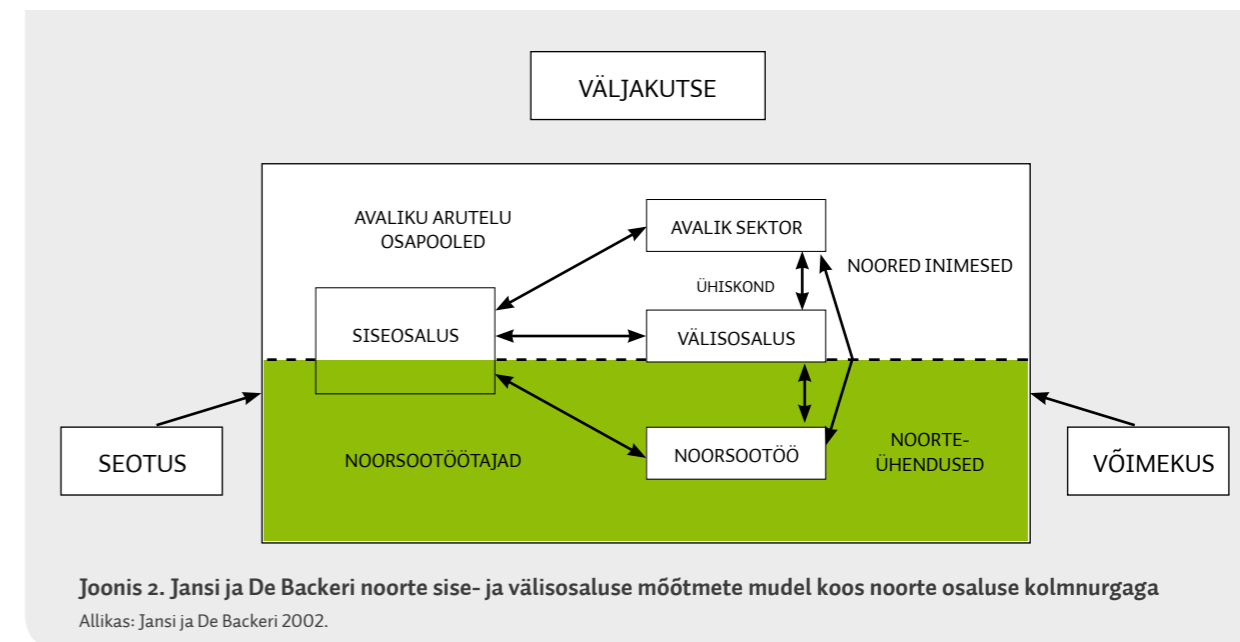 VÄLJAKUTSE
AVALIKU ARUTELU
OSAPOOLED
AVALIK SEKTOR
NOORED INIMESED
ÜHISKOND
SISEOSALUS
VÄLISOSALUS
SEOTUS
NOORSOOTÖÖTAJAD
NOORSOOTÖÖ
NOORTE-
ÜHENDUSED
VÕIMEKUS
Joonis 2. Jansi ja De Backeri noorte sise- ja välisosaluse mõõtmete mudel koos noorte osaluse kolmnurgaga
Allikas: Jansi ja De Backeri 2002.